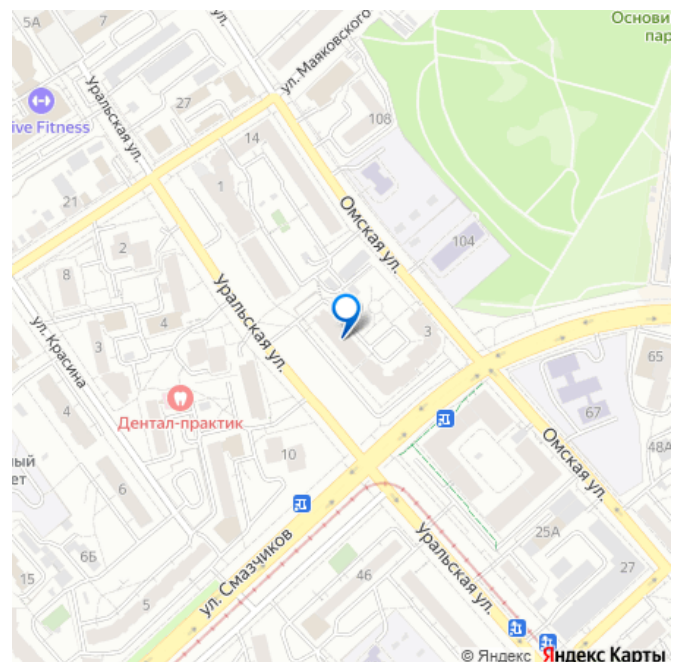 5А
7
ул.
Основи
пар
ул. Маяковского
ive Fitness
Уральская ул.
27
108
14
21
1
Омская ул.
2
104
8
Уральская ул.
4
3
3
ул. Красина
65
4
Дентал-практик
67
10
48А
ный
ет
6
Омская ул.
6Б
ул. Смазчиков
Уральская ул.
25А
15
5
46
27
© Яндекс Яндекс Карты